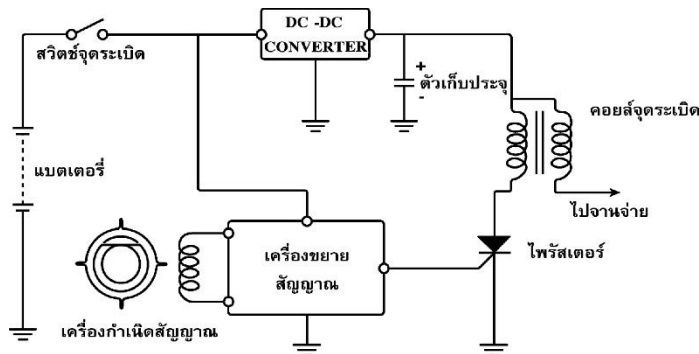 DC -DC
CONVERTER
สวิตช์จุดระเบิด
+
ตัวเก็บประจุ
-
คอยล์จุดระเบิด
แบตเตอรี่
ไปจานจ่าย
เครื่องขยาย
สัญญาณ
ไทรัสเตอร์
เครื่องกำเนิดสัญญาณ